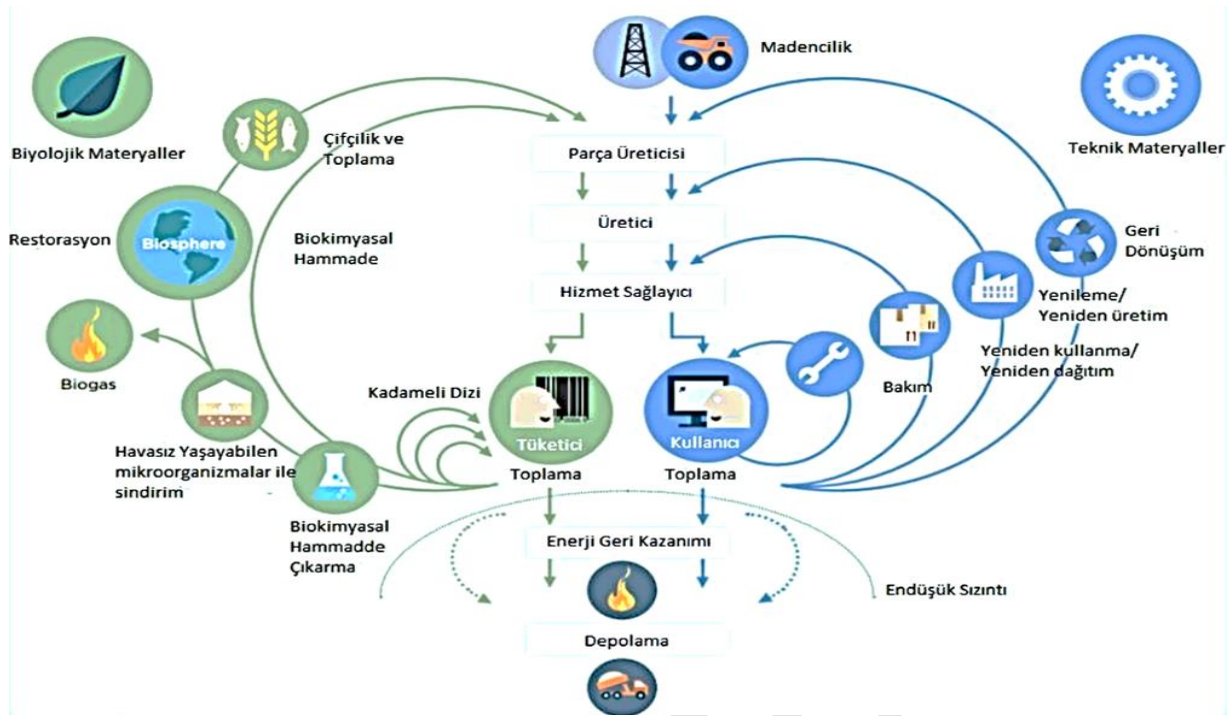 Madencilik
Biyolojik Materyaller
Çifçilik ve
Toplama
Parça Üreticisi
Teknik Materyaller
Restorasyon
Biosphere
Biokimyasal
Hammade
Üretici
Geri
Dönüşüm
Hizmet Sağlayıcı
Yenileme/
Yeniden üretim
Biogas
Kadameli Dizi
Bakım
Yeniden kullanma/
Yeniden dağıtım
Tüketici
Kullanıcı
Havasız Yaşayabilen
mikroorganizmalar ile
sindirim
Toplama
Toplama
Biokimyasal
Hammadde
Çıkarma
Enerji Geri Kazanımı
Endüşük Sızıntı
Depolama